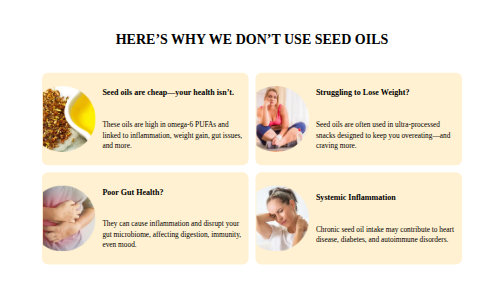 HERE’S WHY WE DON’T USE SEED OILS
Seed oils are cheap—your health isn’t.
These oils are high in omega-6 PUFAs and
linked to inflammation, weight gain, gut issues,
and more.
Struggling to Lose Weight?
Seed oils are often used in ultra-processed
snacks designed to keep you overeating—and
craving more.
Poor Gut Health?
They can cause inflammation and disrupt your
gut microbiome, affecting digestion, immunity,
even mood.
Systemic Inflammation
Chronic seed oil intake may contribute to heart
disease, diabetes, and autoimmune disorders.